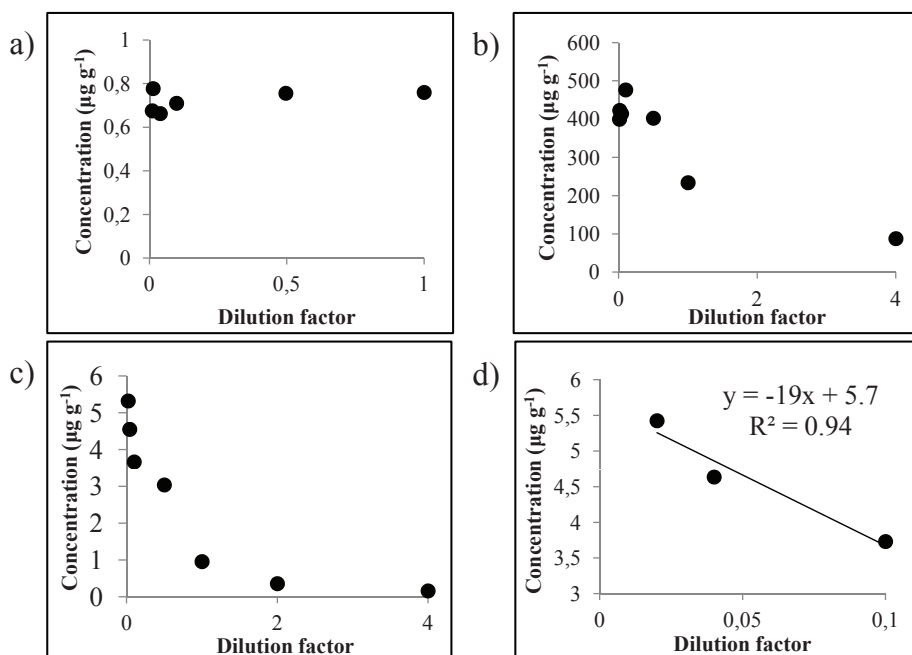 a)
Concentration (µg g⁻¹)
1
0,8
0,6
0,4
0,2
0
0 0,5 1
Dilution factor
b)
Concentration (µg g⁻¹)
600
500
400
300
200
100
0
0 2 4
Dilution factor
c)
Concentration (µg g⁻¹)
6
5
4
3
2
1
0
0 2 4
Dilution factor
d)
Concentration (µg g⁻¹)
6
5,5
5
4,5
4
3,5
3
y = -19x + 5.7
R² = 0.94
0 0,05 0,1
Dilution factor